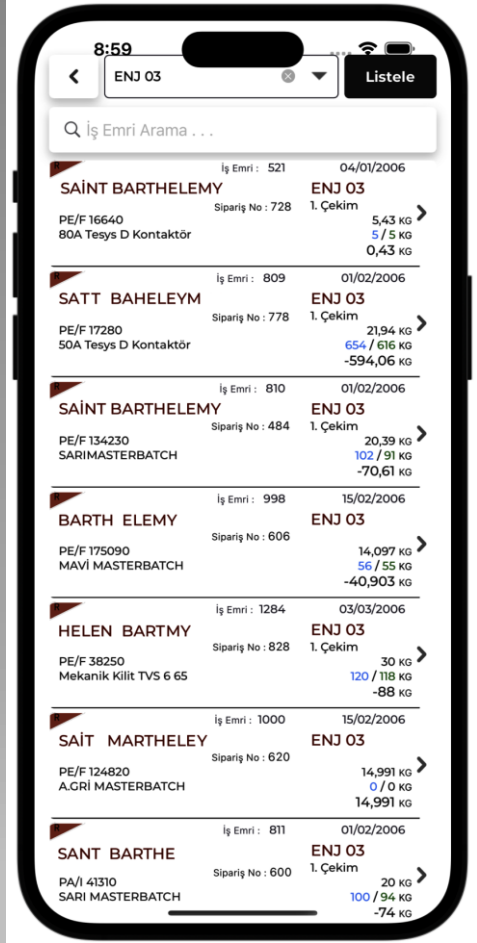 8:59
ENJ 03
Listele
İş Emri Arama . . .
R
İş Emri : 521 04/01/2006
SAİNT BARTHELEMY ENJ 03
Sipariş No : 728 1. Çekim
PE/F 16640 5,43 KG
80A Tesys D Kontaktör 5 / 5 KG
0,43 KG
R
İş Emri : 809 01/02/2006
SATT BAHELEYM ENJ 03
Sipariş No : 778 1. Çekim
PE/F 17280 21,94 KG
50A Tesys D Kontaktör 654 / 616 KG
-594,06 KG
R
İş Emri : 810 01/02/2006
SAİNT BARTHELEMY ENJ 03
Sipariş No : 484 1. Çekim
PE/F 134230 20,39 KG
SARIMASTERBATCH 102 / 91 KG
-70,61 KG
R
İş Emri : 998 15/02/2006
BARTH ELEMY ENJ 03
Sipariş No : 606
PE/F 175090 14,097 KG
MAVİ MASTERBATCH 56 / 55 KG
-40,903 KG
R
İş Emri : 1284 03/03/2006
HELEN BARTMY ENJ 03
Sipariş No : 828 1. Çekim
PE/F 38250 30 KG
Mekanik Kilit TVS 6 65 120 / 118 KG
-88 KG
R
İş Emri : 1000 15/02/2006
SAİT MARTHELEY ENJ 03
Sipariş No : 620
PE/F 124820 14,991 KG
A.GRİ MASTERBATCH 0 / 0 KG
14,991 KG
R
İş Emri : 811 01/02/2006
SANT BARTHE ENJ 03
Sipariş No : 600 1. Çekim
PA/I 41310 20 KG
SARI MASTERBATCH 100 / 94 KG
-74 KG